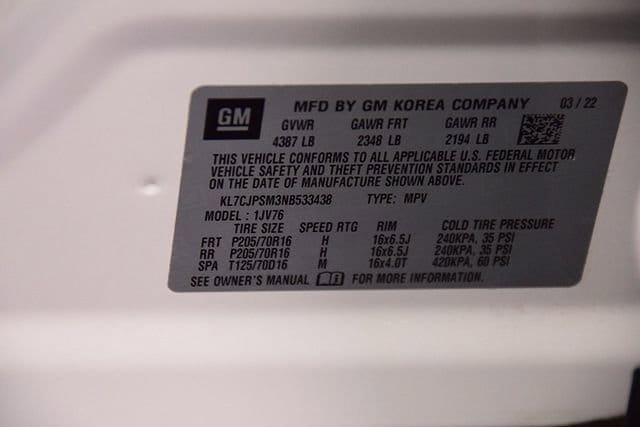 GM
MFD BY GM KOREA COMPANY 03 / 22
GVWR GAWR FRT GAWR RR
4387 LB 2348 LB 2194 LB
THIS VEHICLE CONFORMS TO ALL APPLICABLE U.S. FEDERAL MOTOR
VEHICLE SAFETY AND THEFT PREVENTION STANDARDS IN EFFECT
ON THE DATE OF MANUFACTURE SHOWN ABOVE.
KL7CJPSM3NB533438 TYPE: MPV
MODEL : 1JV76
TIRE SIZE SPEED RTG RIM COLD TIRE PRESSURE
FRT P205/70R16 H 16x6.5J 240KPA, 35 PSI
RR P205/70R16 H 16x6.5J 240KPA, 35 PSI
SPA T125/70D16 M 16x4.0T 420KPA, 60 PSI
SEE OWNER'S MANUAL FOR MORE INFORMATION.